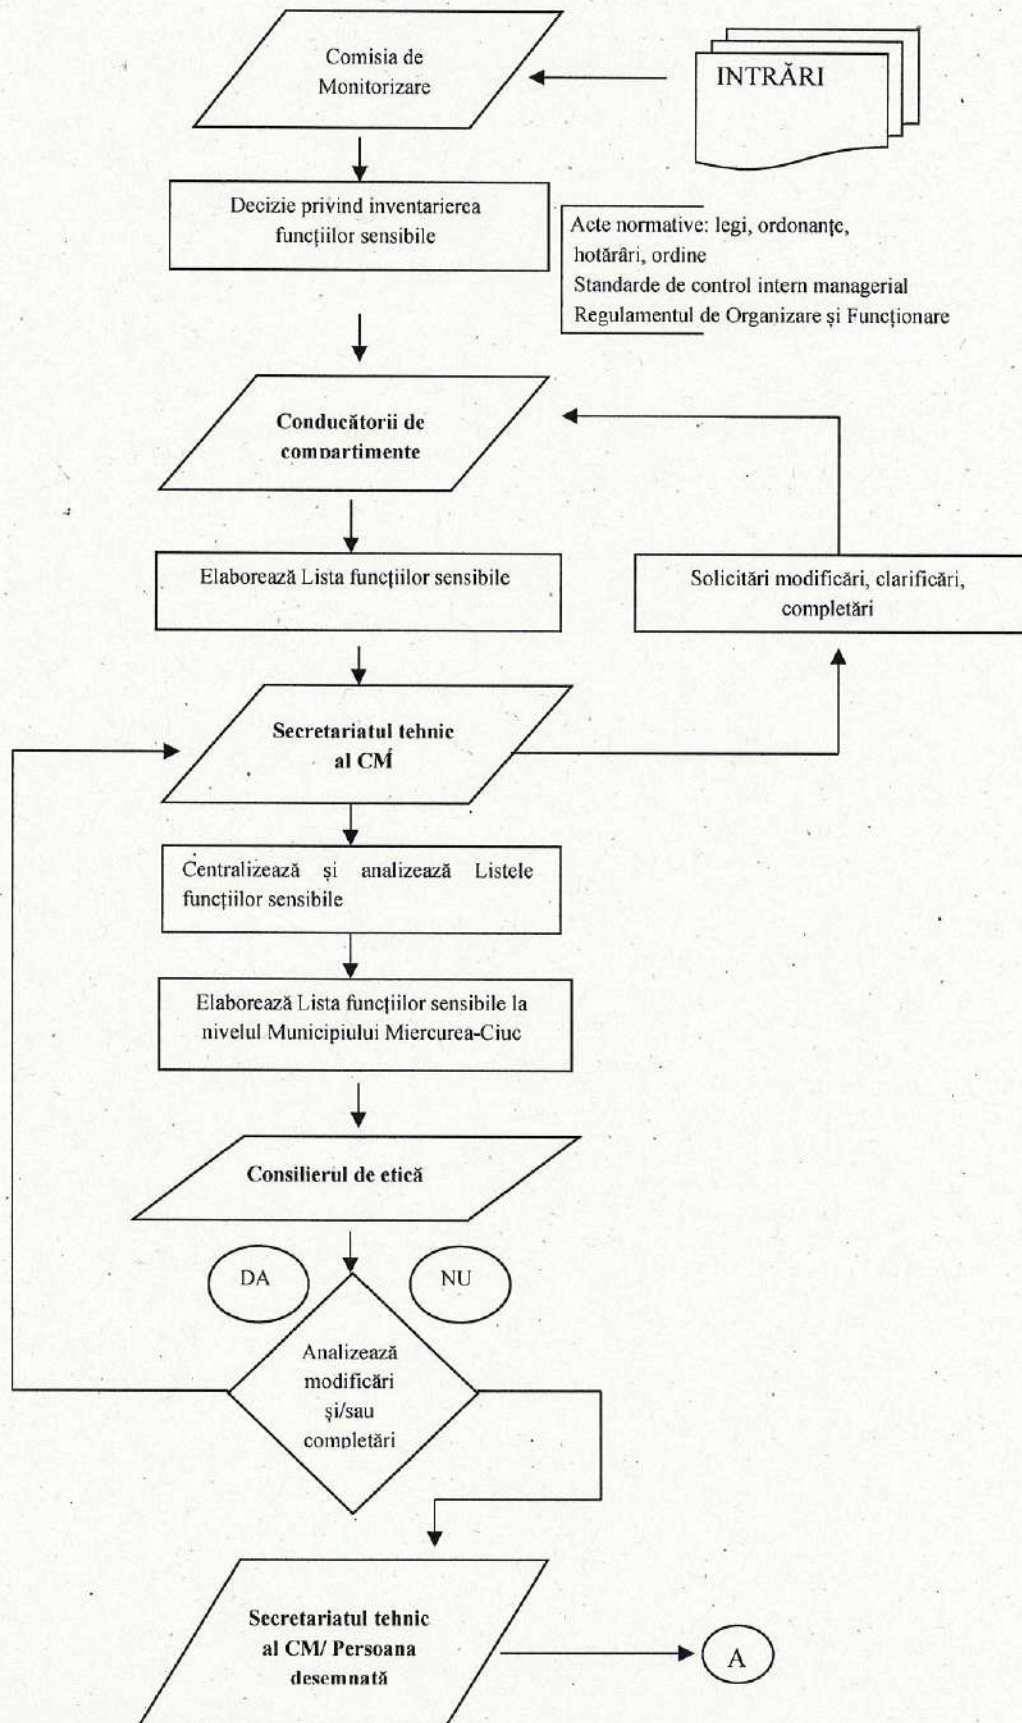 Comisia de
Monitorizare
INTRĂRI
Decizie privind inventarierea
funcțiilor sensibile
Acte normative: legi, ordonanțe,
hotărâri, ordine
Standarde de control intern managerial
Regulamentul de Organizare și Funcționare
Conducătorii de
compartimente
Elaborează Lista funcțiilor sensibile
Solicitări modificări, clarificări,
completări
Secretariatul tehnic
al CM
Centralizează și analizează Listele
funcțiilor sensibile
Elaborează Lista funcțiilor sensibile la
nivelul Municipiului Miercurea-Ciuc
Consilierul de etică
DA
NU
Analizează
modificări
și/sau
completări
Secretariatul tehnic
al CM/ Persoana
desemnată
A